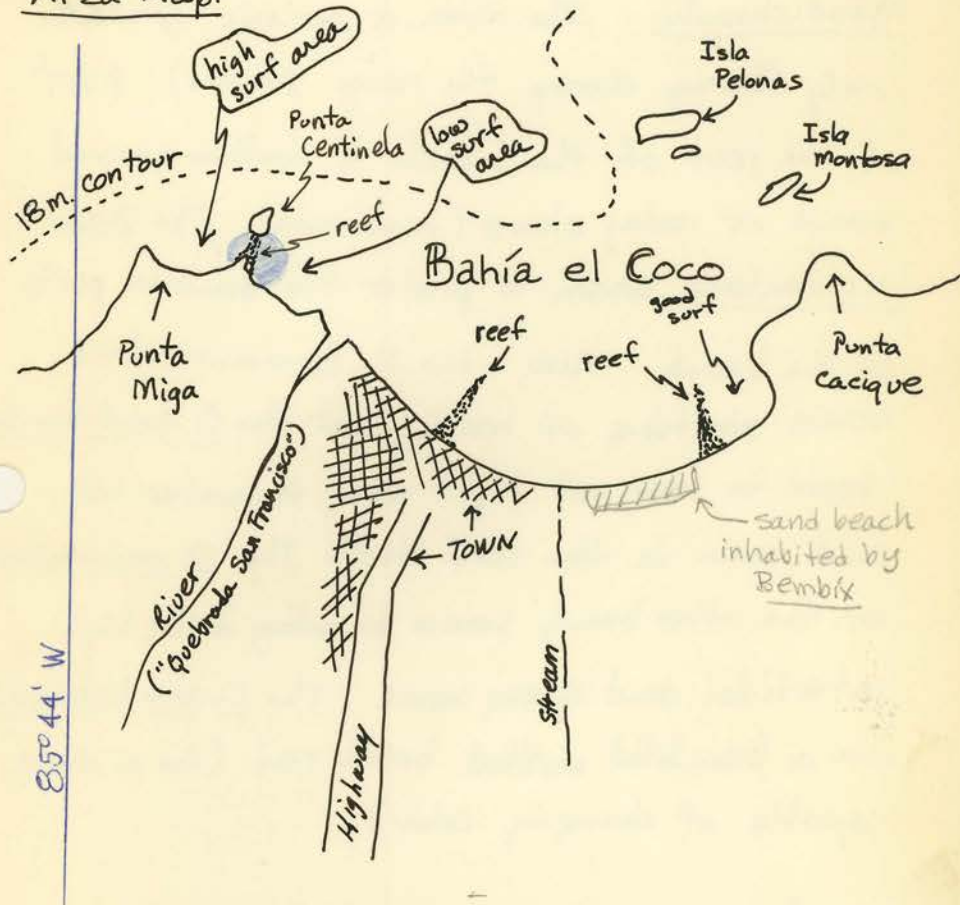 Area Map:
high
surf area
Punta
Centinela
low
surf
area
Isla
Pelonas
Isla
montosa
18m. contour
reef
Bahía el Coco
good
surf
reef
reef
Punta
Miga
Punta
Cacique
TOWN
sand beach
inhabited by
Bembix
River
("Quebrada San Francisco")
Stream
Highway
85°44' W